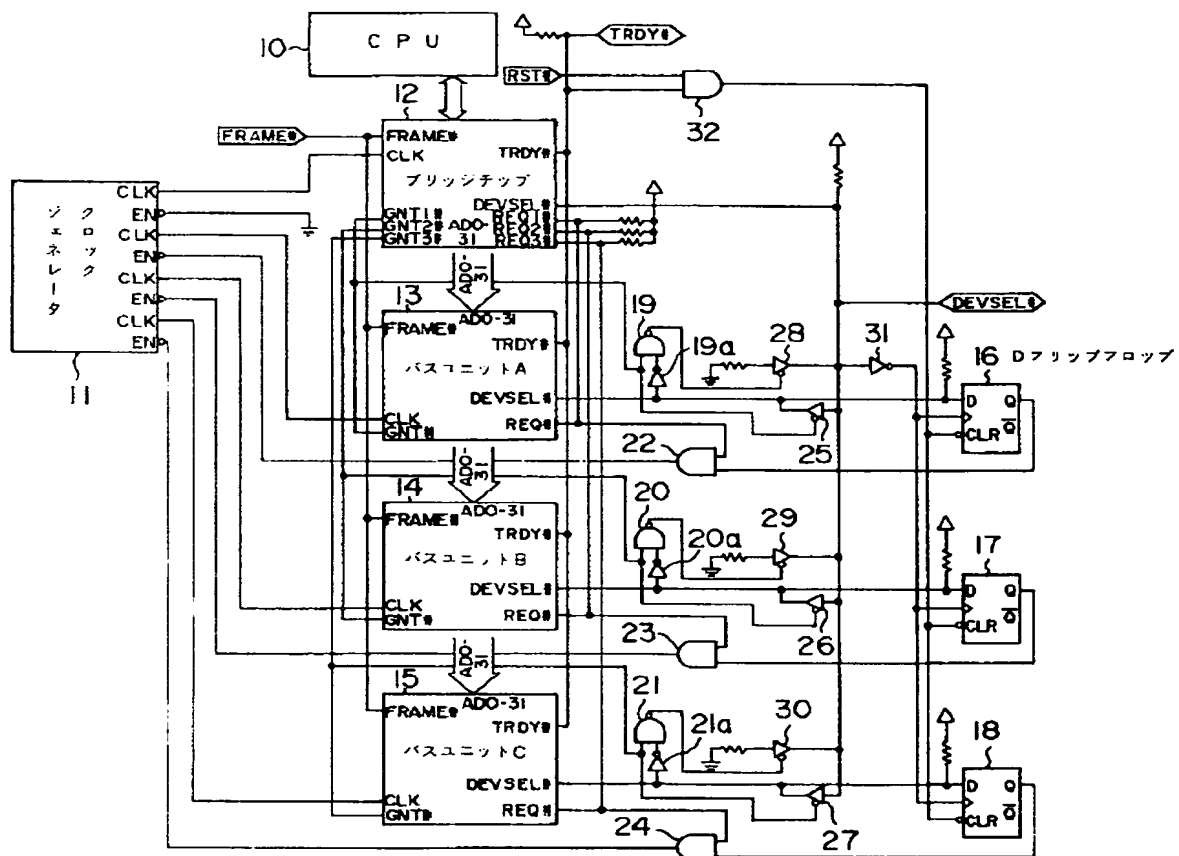 10
CPU
TRDY#
RST#
32
12
FRAME#
FRAME#
CLK
TRDY#
ブリッジチップ
DEVSEL#
GNT1#
GNT2#
GNT3#
AD0-31
REQ1#
REQ2#
REQ3#
クロックジェネレータ
CLK
EN
CLK
EN
CLK
EN
CLK
EN
11
AD0-31
13
AD0-31
FRAME#
TRDY#
バスユニットA
DEVSEL#
CLK
GNT#
REQ#
19
19a
28
31
DEVSEL#
16
Dフリップフロップ
D
Q
Q̅
CLR
25
22
AD0-31
14
AD0-31
FRAME#
TRDY#
バスユニットB
DEVSEL#
CLK
GNT#
REQ#
20
20a
29
17
D
Q
Q̅
CLR
26
23
AD0-31
15
AD0-31
FRAME#
TRDY#
バスユニットC
DEVSEL#
CLK
GNT#
REQ#
21
21a
30
18
D
Q
Q̅
CLR
27
24